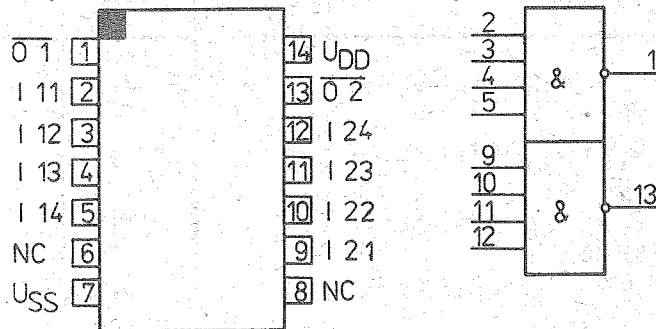 O 1 1
I 11 2
I 12 3
I 13 4
I 14 5
NC 6
USS 7
14 UDD
13 O 2
12 I 24
11 I 23
10 I 22
9 I 21
8 NC
2
3
4
5
&
1
9
10
11
12
&
13